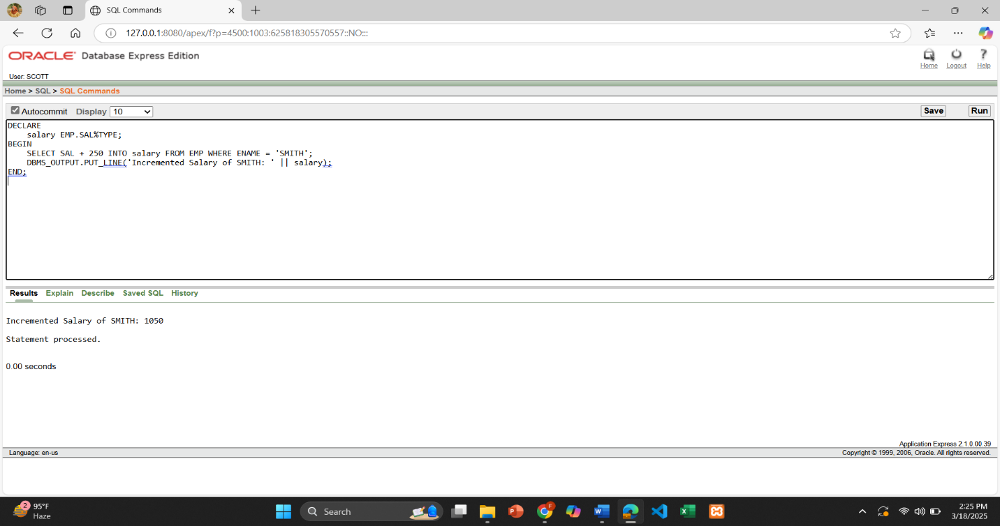 SQL Commands
127.0.0.1:8080/apex/f?p=4500:1003:625818305570557::NO:::
ORACLE Database Express Edition
Home Logout Help
User: SCOTT
Home > SQL > SQL Commands
Autocommit Display 10 Save Run
DECLARE
    salary EMP.SAL%TYPE;
BEGIN
    SELECT SAL + 250 INTO salary FROM EMP WHERE ENAME = 'SMITH';
    DBMS_OUTPUT.PUT_LINE('Incremented Salary of SMITH: ' || salary);
END;
Results Explain Describe Saved SQL History
Incremented Salary of SMITH: 1050
Statement processed.
0.00 seconds
Application Express 2.1.0.00.39
Language: en-us Copyright © 1999, 2006, Oracle. All rights reserved.
2 95°F
Haze
Search
F
P
W
X
2:25 PM
3/18/2025